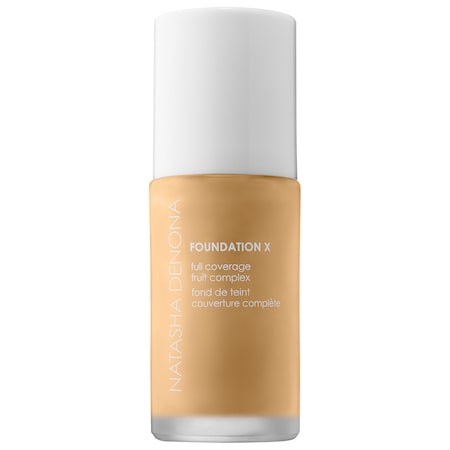 NATASHA DENONA
FOUNDATION X
full coverage
fruit complex
fond de teint
couverture complète